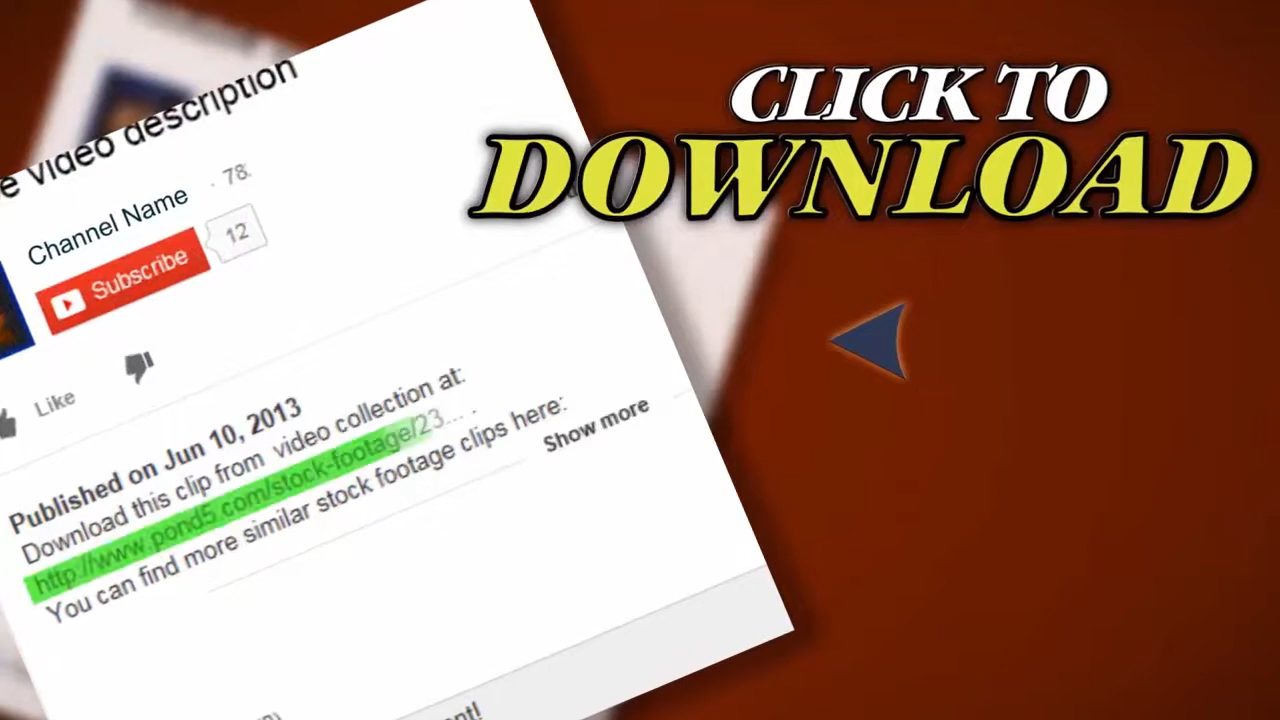 CLICK TO
DOWNLOAD
video description
Channel Name
78
Subscribe
12
Like
Published on Jun 10, 2013
Download this clip from video collection at:
http://www.pond5.com/stock-footage/23... .
You can find more similar stock footage clips here:
Show more